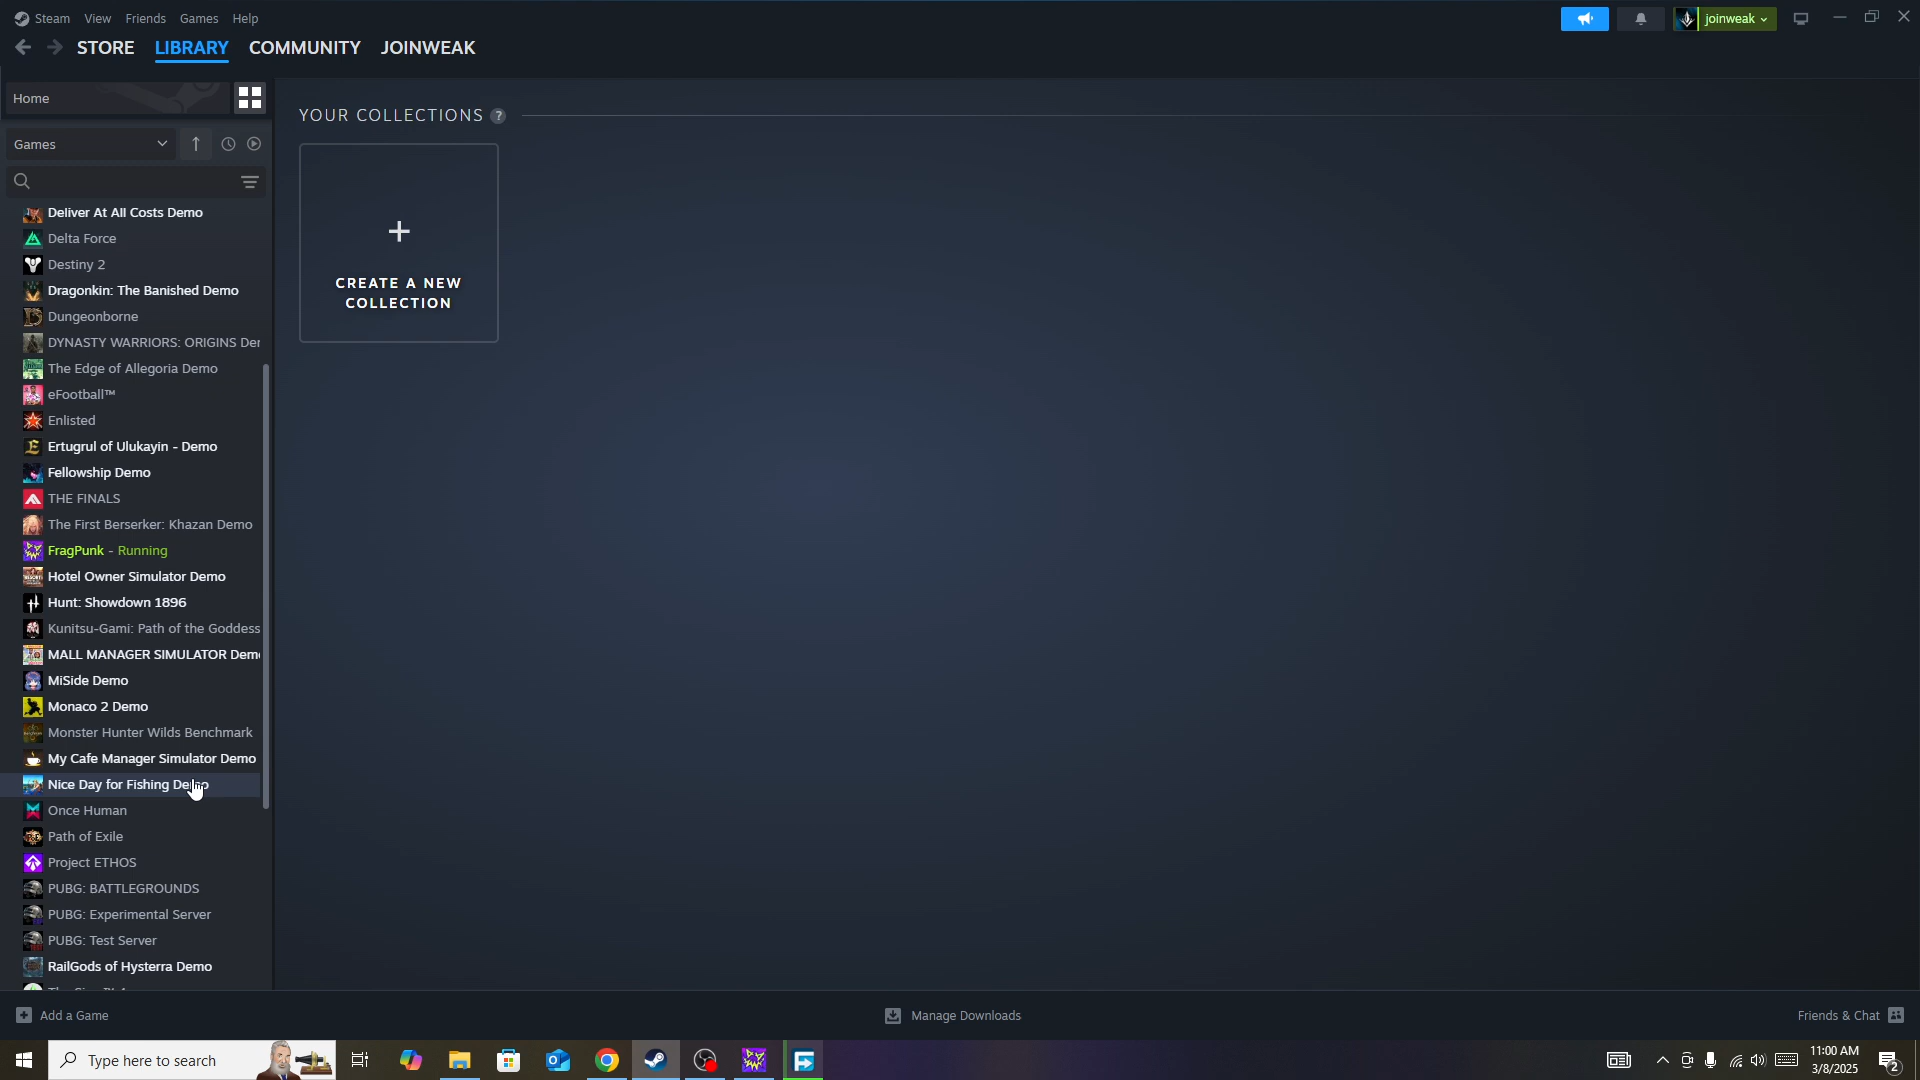 Steam View Friends Games Help joinweak
STORE LIBRARY COMMUNITY JOINWEAK
Home
YOUR COLLECTIONS ?
Games
Deliver At All Costs Demo
Delta Force
Destiny 2
Dragonkin: The Banished Demo
Dungeonborne
DYNASTY WARRIORS: ORIGINS Der
The Edge of Allegoria Demo
eFootball™
Enlisted
Ertugrul of Ulukayin - Demo
Fellowship Demo
THE FINALS
The First Berserker: Khazan Demo
FragPunk - Running
Hotel Owner Simulator Demo
Hunt: Showdown 1896
Kunitsu-Gami: Path of the Goddess
MALL MANAGER SIMULATOR Dem
MiSide Demo
Monaco 2 Demo
Monster Hunter Wilds Benchmark
My Cafe Manager Simulator Demo
Nice Day for Fishing Demo
Once Human
Path of Exile
Project ETHOS
PUBG: BATTLEGROUNDS
PUBG: Experimental Server
PUBG: Test Server
RailGods of Hysterra Demo
+
CREATE A NEW
COLLECTION
Add a Game
Manage Downloads
Friends & Chat
Type here to search
11:00 AM
3/8/2025
2